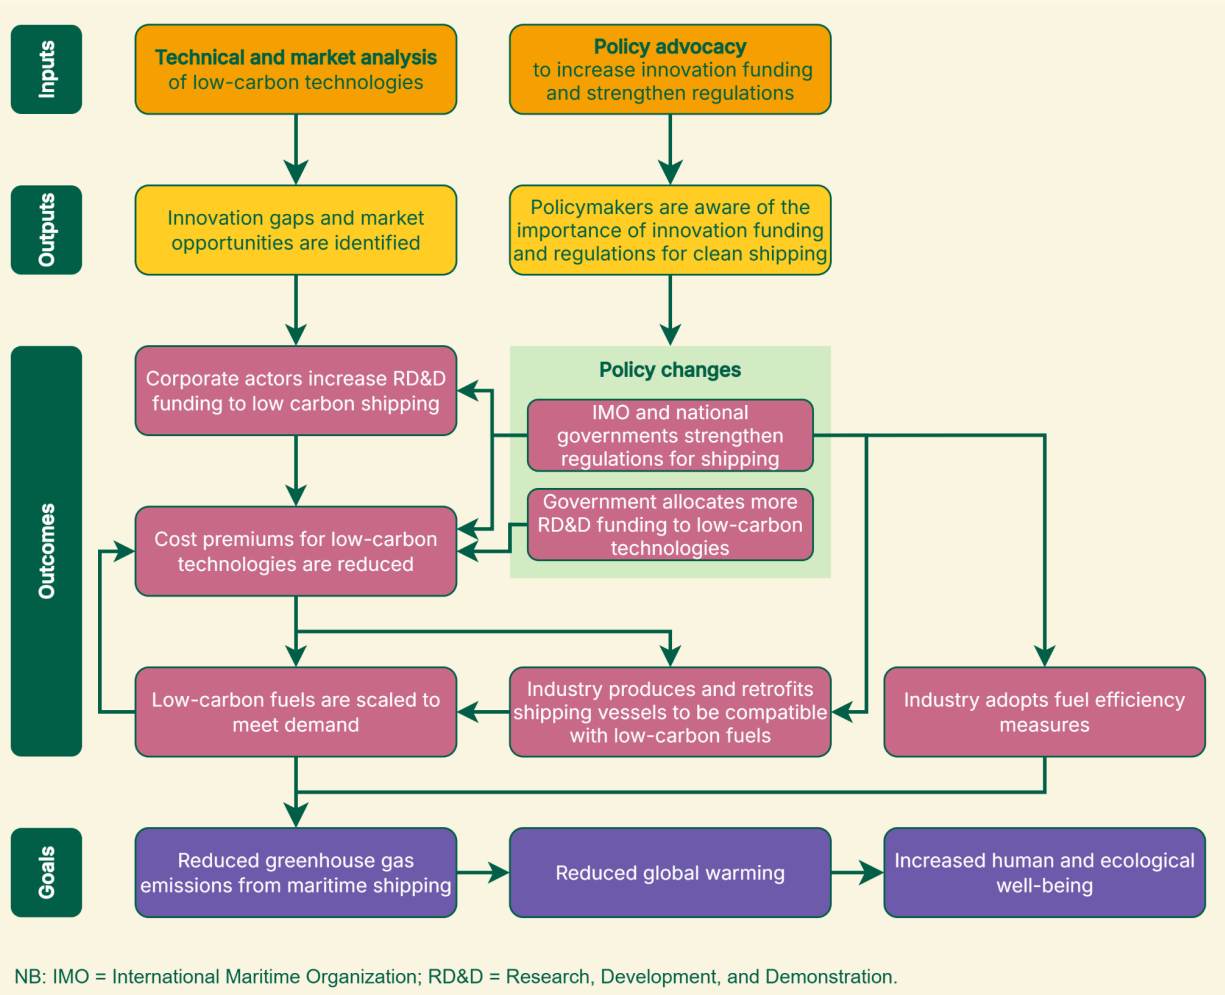 Inputs
Technical and market analysis
of low-carbon technologies
Policy advocacy
to increase innovation funding
and strengthen regulations
Outputs
Innovation gaps and market
opportunities are identified
Policymakers are aware of the
importance of innovation funding
and regulations for clean shipping
Outcomes
Corporate actors increase RD&D
funding to low carbon shipping
Policy changes
IMO and national
governments strengthen
regulations for shipping
Government allocates more
RD&D funding to low-carbon
technologies
Cost premiums for low-carbon
technologies are reduced
Low-carbon fuels are scaled to
meet demand
Industry produces and retrofits
shipping vessels to be compatible
with low-carbon fuels
Industry adopts fuel efficiency
measures
Goals
Reduced greenhouse gas
emissions from maritime shipping
Reduced global warming
Increased human and ecological
well-being
NB: IMO = International Maritime Organization; RD&D = Research, Development, and Demonstration.